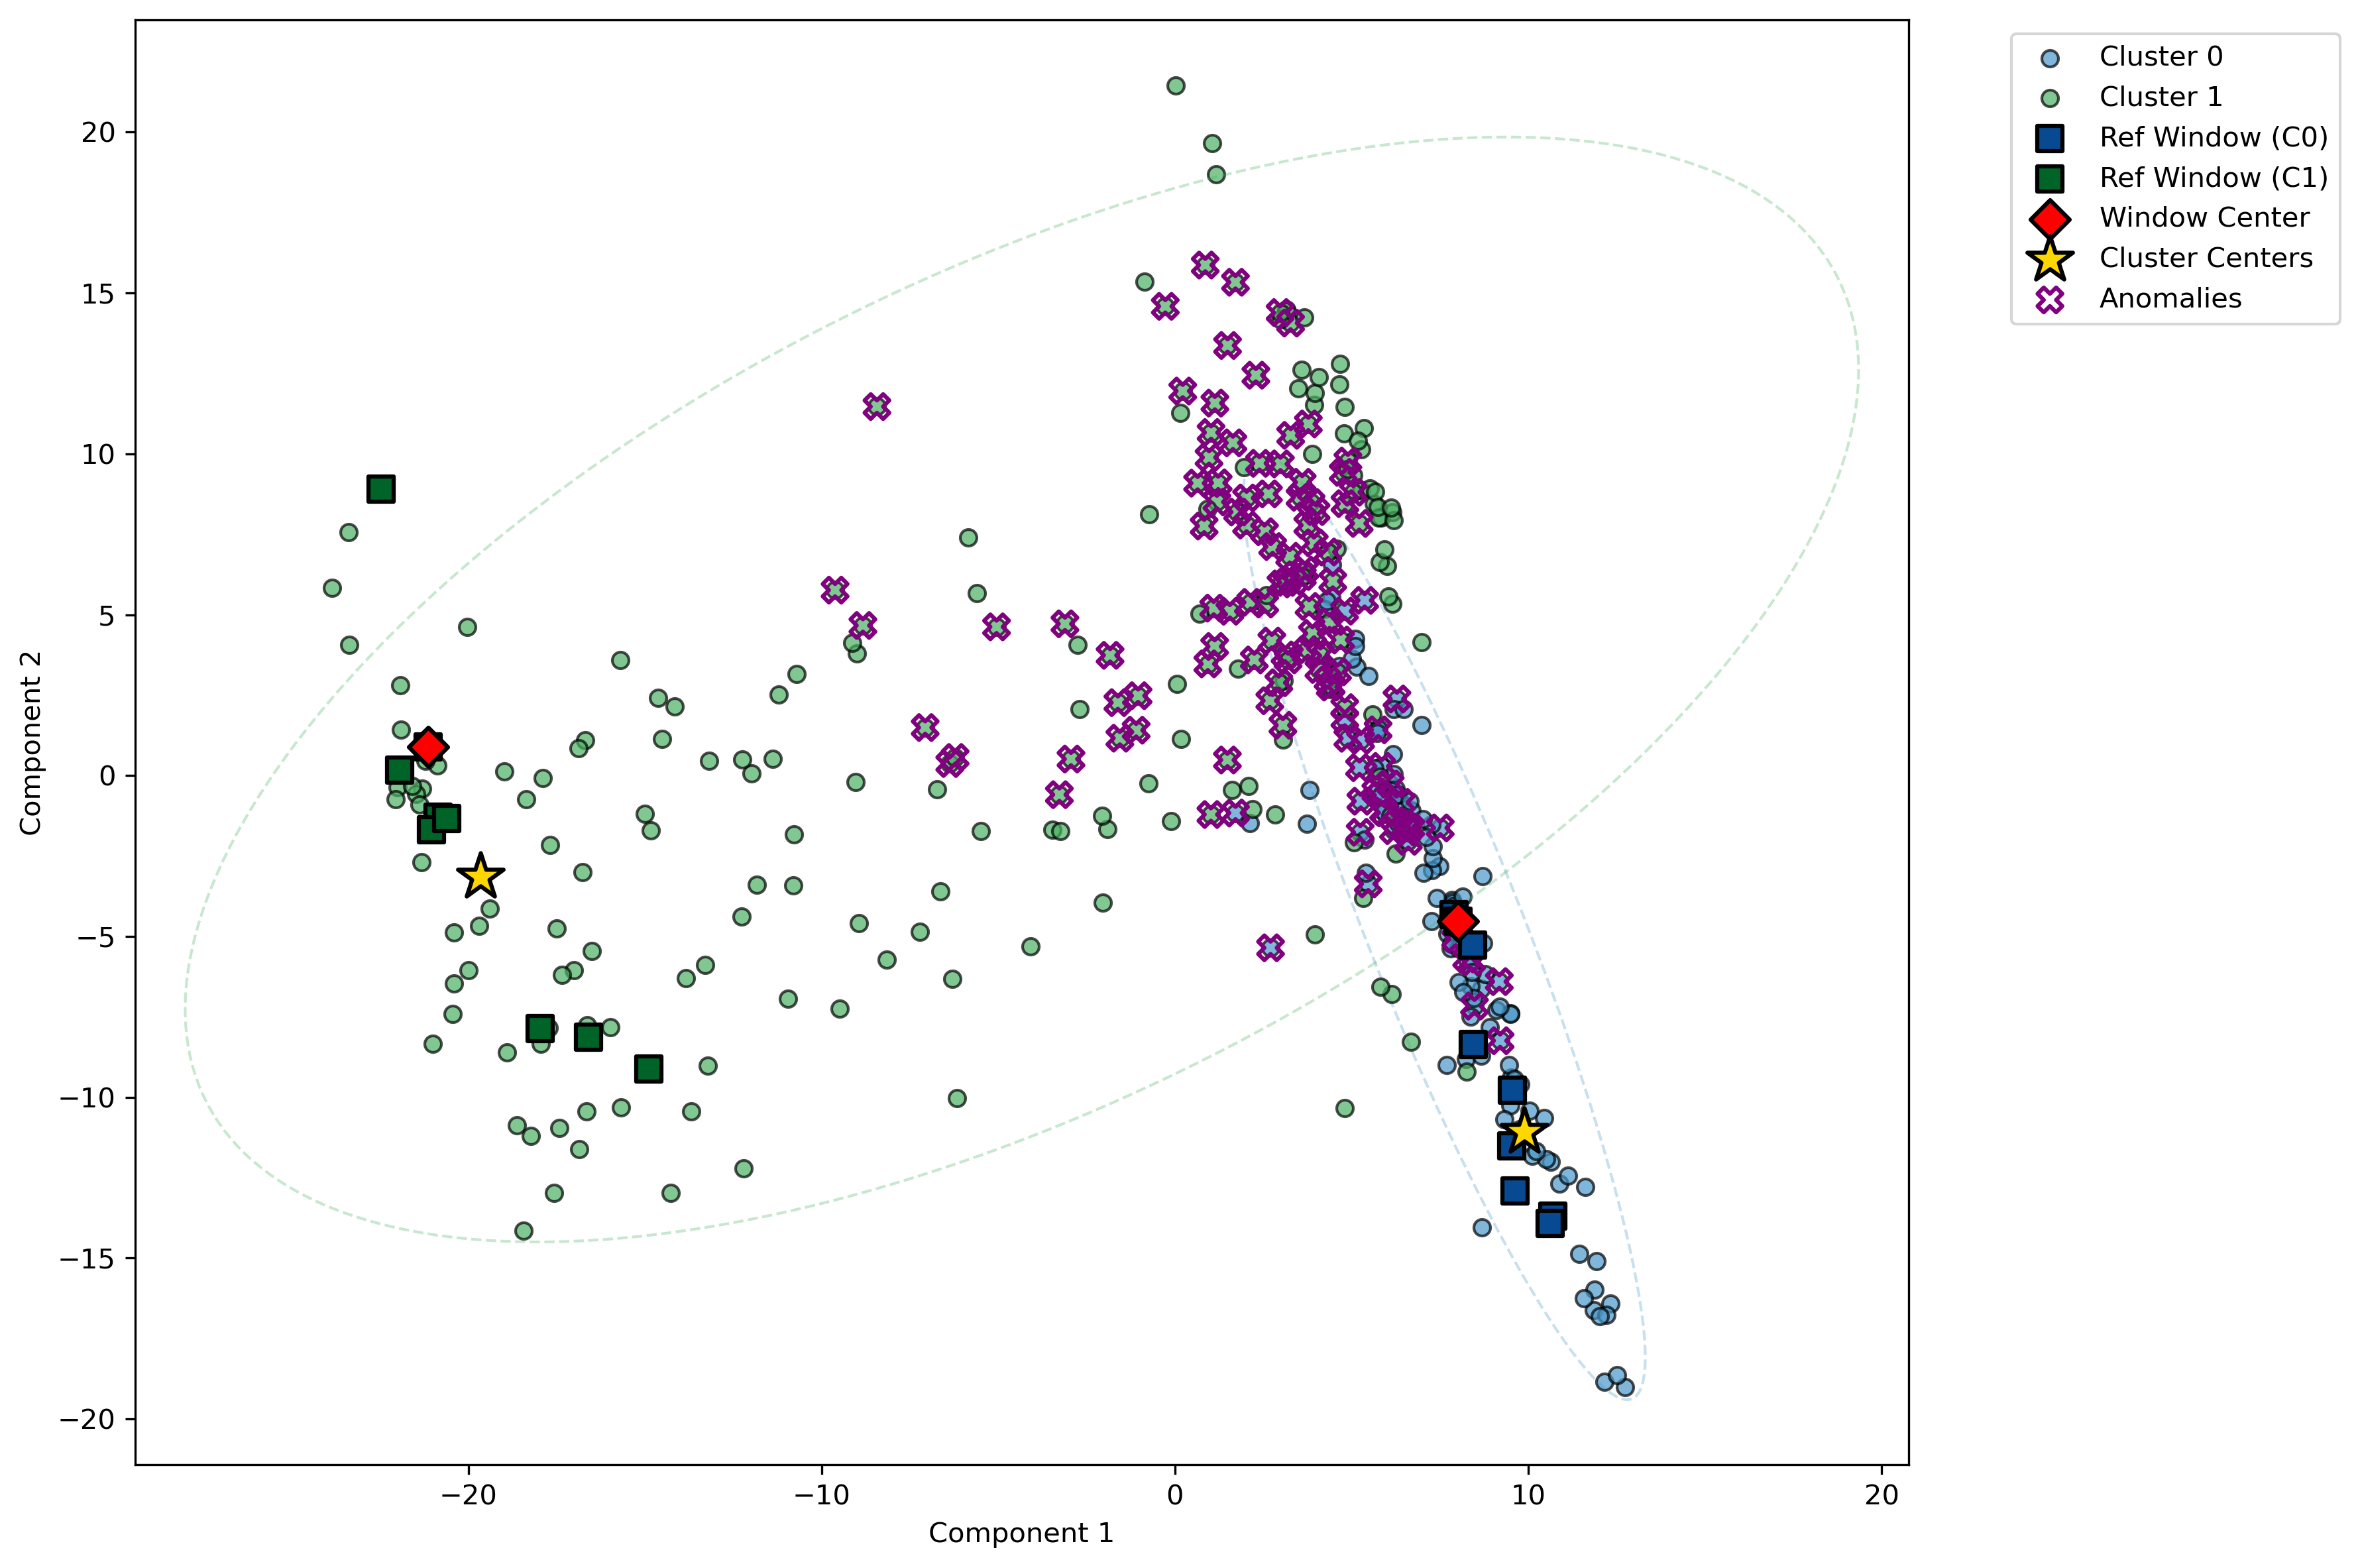 Cluster 0
Cluster 1
Ref Window (C0)
Ref Window (C1)
Window Center
Cluster Centers
Anomalies
20
15
10
5
0
−5
−10
−15
−20
Component 2
−20
−10
0
10
20
Component 1